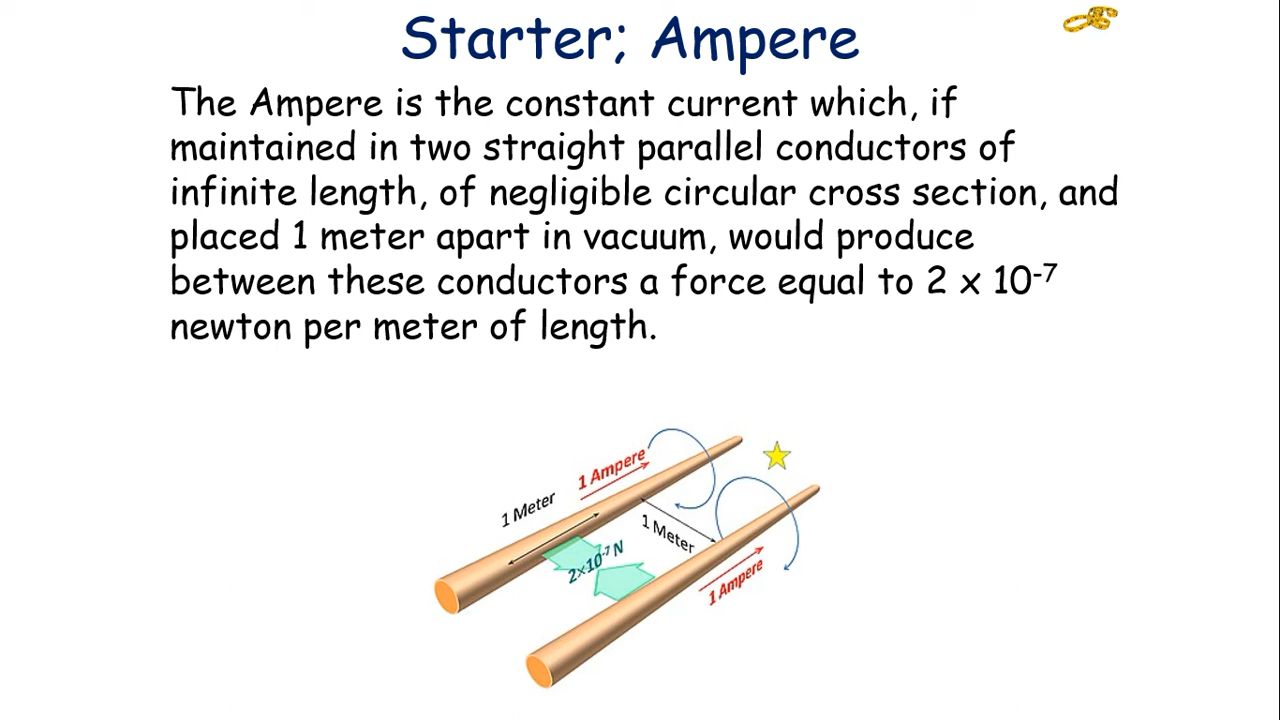 Starter; Ampere
The Ampere is the constant current which, if
maintained in two straight parallel conductors of
infinite length, of negligible circular cross section, and
placed 1 meter apart in vacuum, would produce
between these conductors a force equal to 2 x 10⁻⁷
newton per meter of length.
1 Ampere
1 Meter
1 Meter
2×10⁻⁷ N
1 Ampere